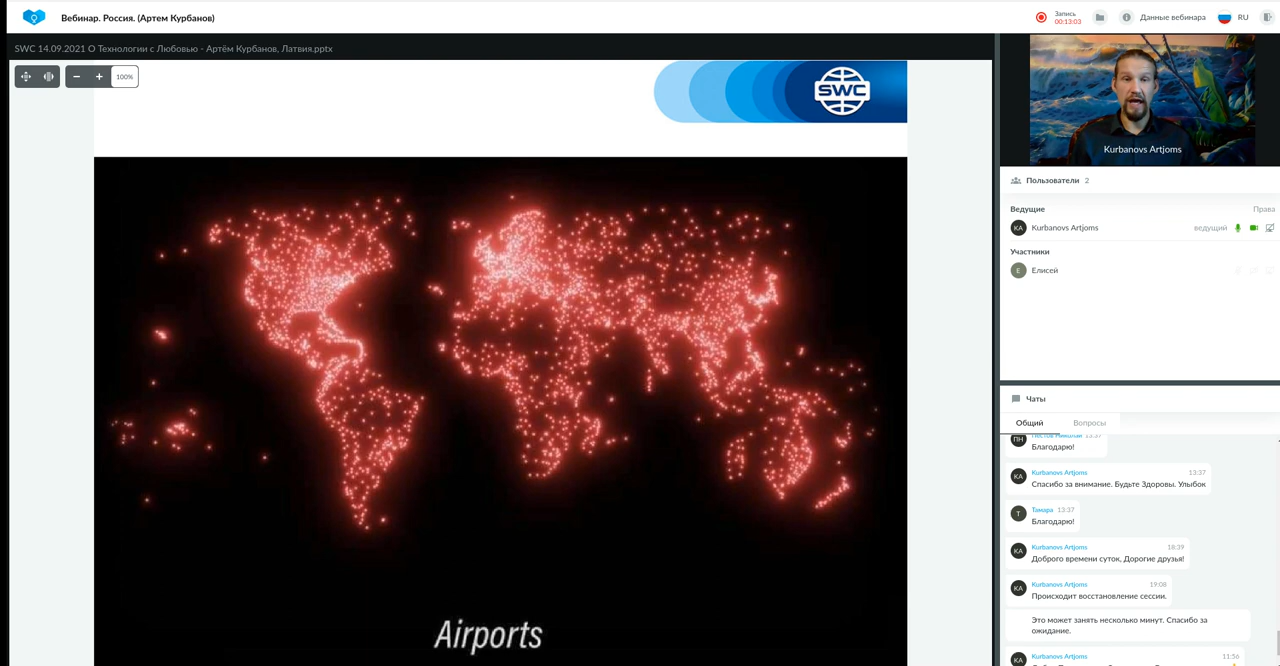 Вебинар. Россия. (Артем Курбанов)
Запись
00:13:03
Данные вебинара
RU
SWC 14.09.2021 О Технологии с Любовью - Артём Курбанов, Латвия.pptx
100%
SWC
Airports
Kurbanovs Artjoms
Пользователи 2
Ведущие
Права
KA
Kurbanovs Artjoms
ведущий
Участники
Е
Елисей
Чаты
Общий
Вопросы
ПН
13:37
Благодарю!
KA
Kurbanovs Artjoms
13:37
Спасибо за внимание. Будьте Здоровы. Улыбок
Т
Тамара 13:37
Благодарю!
KA
Kurbanovs Artjoms
18:39
Доброго времени суток, Дорогие друзья!
KA
Kurbanovs Artjoms
19:08
Происходит восстановление сессии.
Это может занять несколько минут. Спасибо за
ожидание.
KA
Kurbanovs Artjoms
11:56